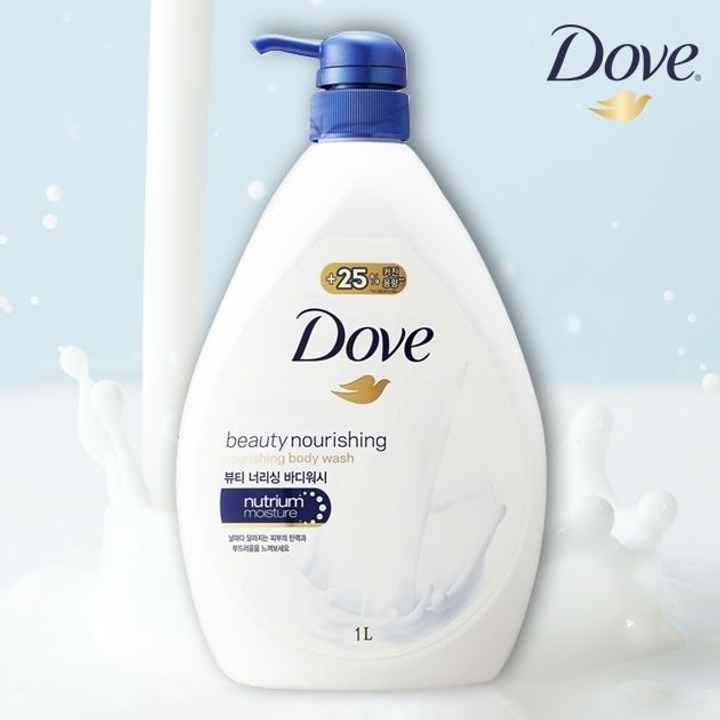 Dove
+25% 커진 용량
Dove
beauty nourishing
nourishing body wash
뷰티 너리싱 바디워시
nutrium
moisture
날마다 달라지는 피부의 탄력과
부드러움을 느껴보세요
1L